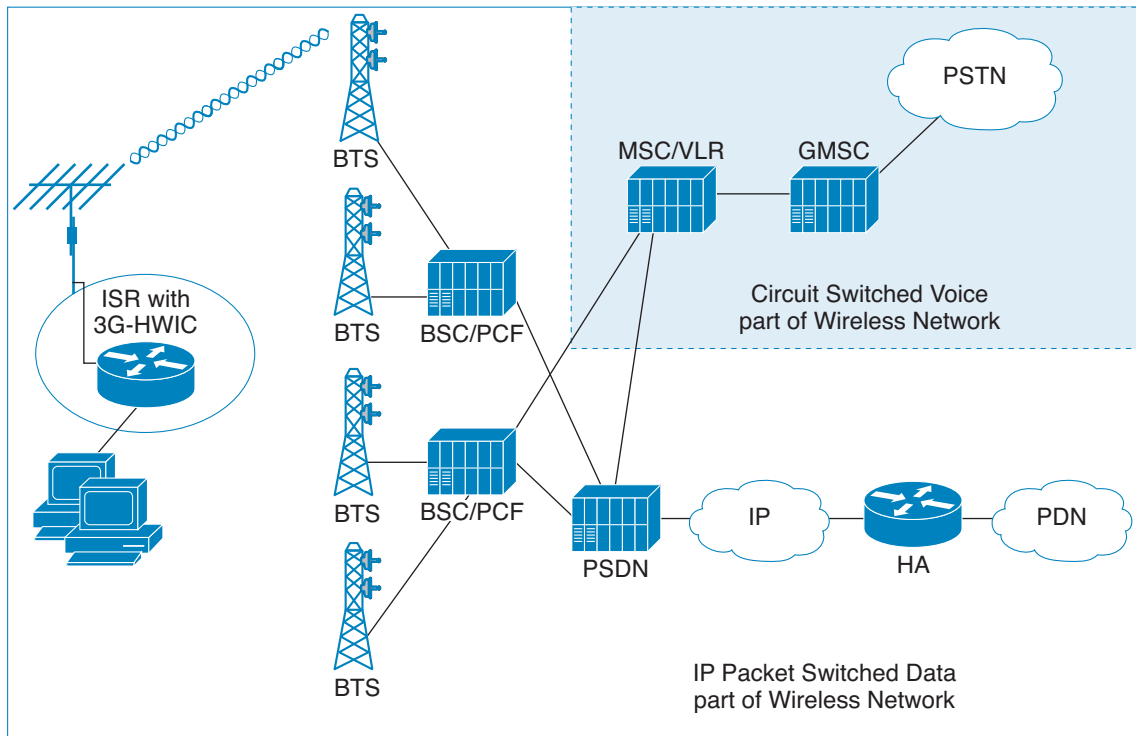 PSTN
BTS
MSC/VLR
GMSC
ISR with
3G-HWIC
BTS
BSC/PCF
Circuit Switched Voice
part of Wireless Network
BTS
BSC/PCF
PSDN
IP
HA
PDN
BTS
IP Packet Switched Data
part of Wireless Network